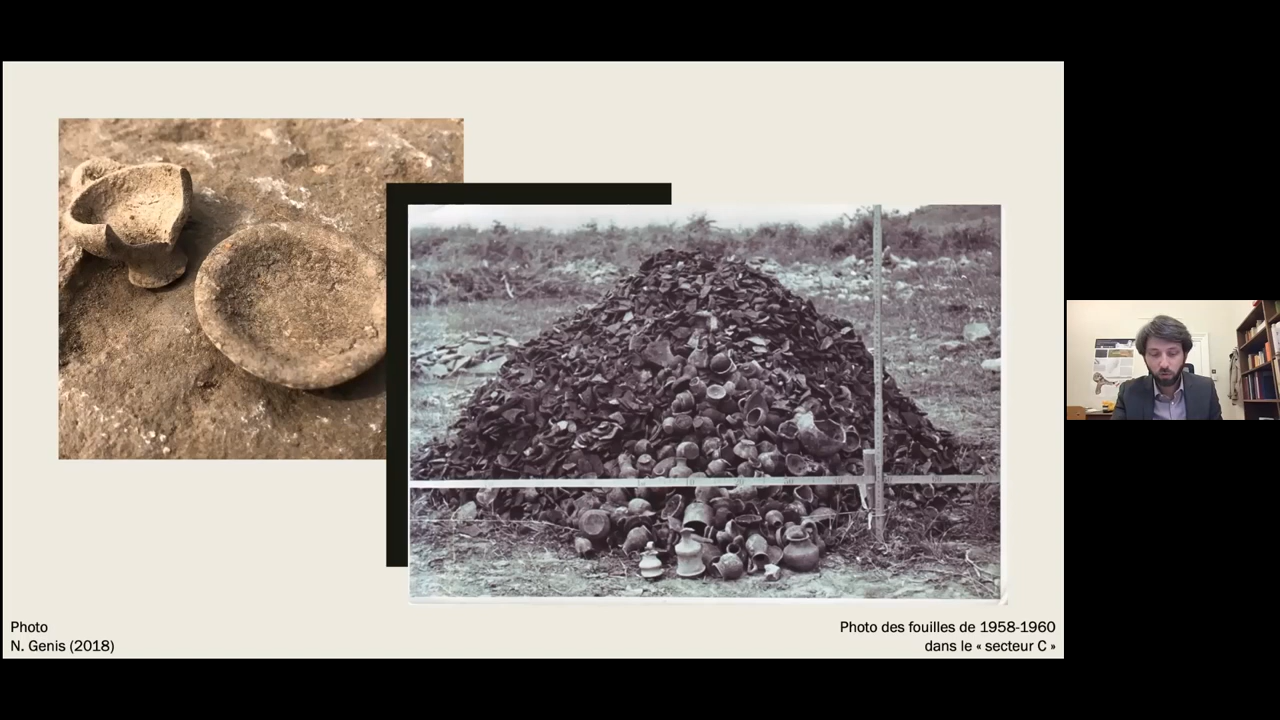 Photo
N. Genis (2018)
Photo des fouilles de 1958-1960
dans le « secteur C »